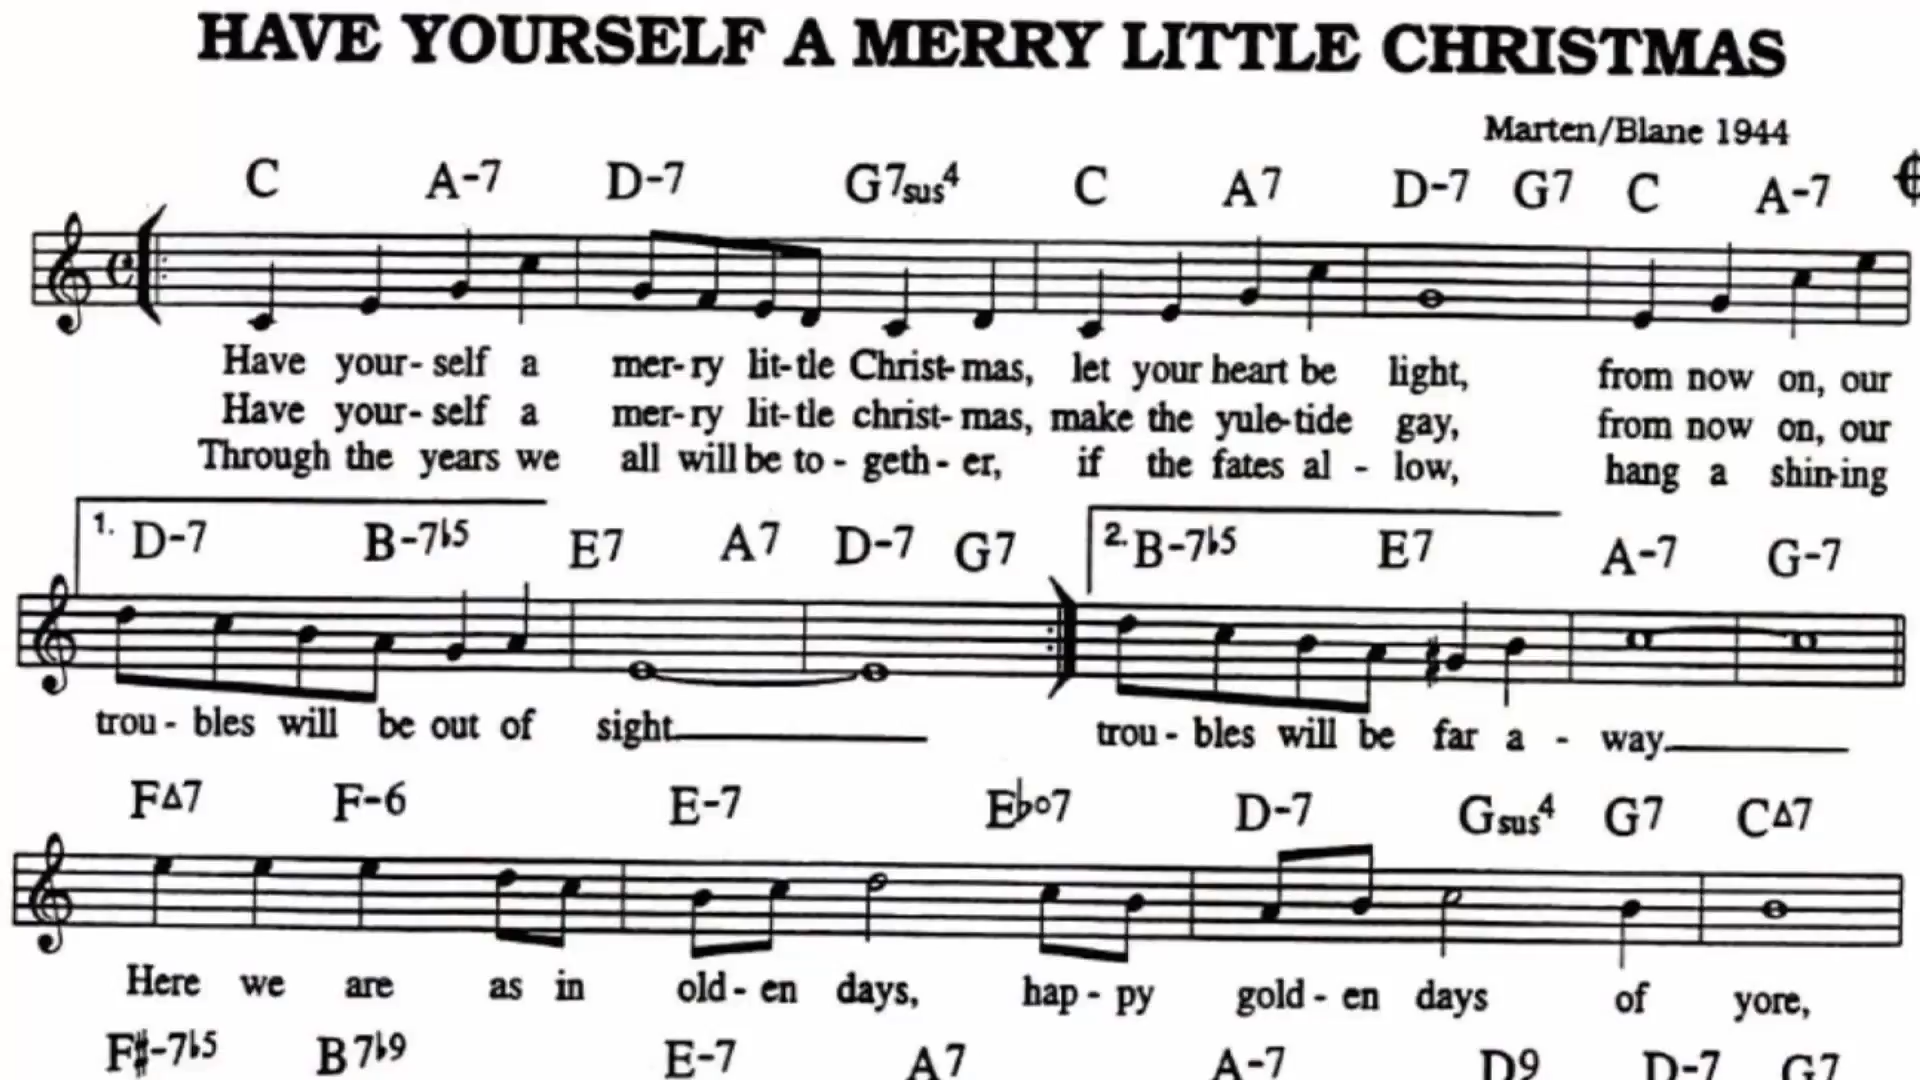 HAVE YOURSELF A MERRY LITTLE CHRISTMAS
Marten/Blane 1944
C A-7 D-7 G7sus4 C A7 D-7 G7 C A-7
Have your-self a mer-ry lit-tle Christ-mas, let your heart be light, from now on, our
Have your-self a mer-ry lit-tle christ-mas, make the yule-tide gay, from now on, our
Through the years we all will be to-geth-er, if the fates al-low, hang a shin-ing
1. D-7 B-7♭5 E7 A7 D-7 G7 2. B-7♭5 E7 A-7 G-7
trou-bles will be out of sight trou-bles will be far a-way
F∆7 F-6 E-7 E♭o7 D-7 Gsus4 G7 C∆7
Here we are as in old-en days, hap-py gold-en days of yore,
F#-7♭5 B7♭9 E-7 A7 A-7 D9 D-7 G7